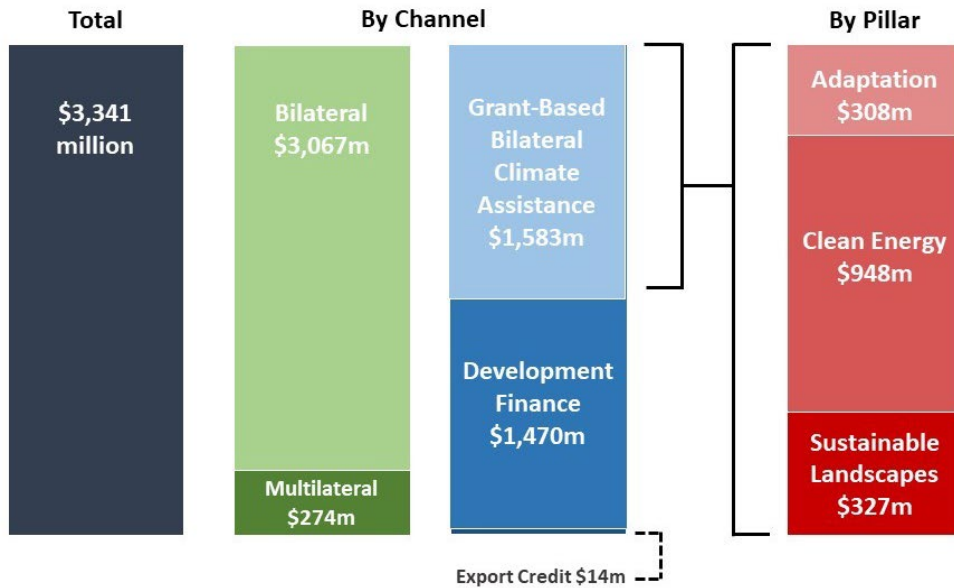 Total
By Channel
By Pillar
$3,341
million
Bilateral
$3,067m
Multilateral
$274m
Grant-Based
Bilateral
Climate
Assistance
$1,583m
Development
Finance
$1,470m
Export Credit $14m
Adaptation
$308m
Clean Energy
$948m
Sustainable
Landscapes
$327m